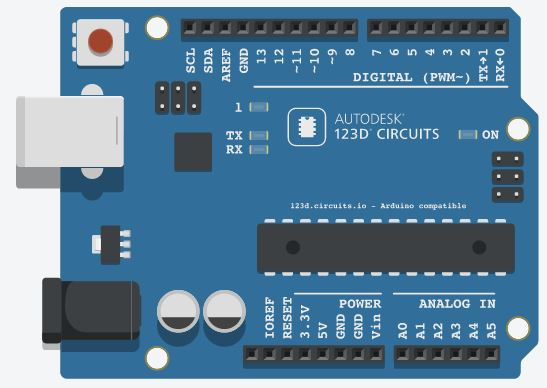 SCL SDA AREF GND 13 12 ~11 ~10 ~9 8 7 ~6 ~5 4 ~3 2 TX→1 RX←0
DIGITAL (PWM~)
1
TX
RX
AUTODESK®
123D® CIRCUITS
ON
123d.circuits.io - Arduino compatible
POWER
ANALOG IN
IOREF RESET 3.3V 5V GND GND Vin A0 A1 A2 A3 A4 A5